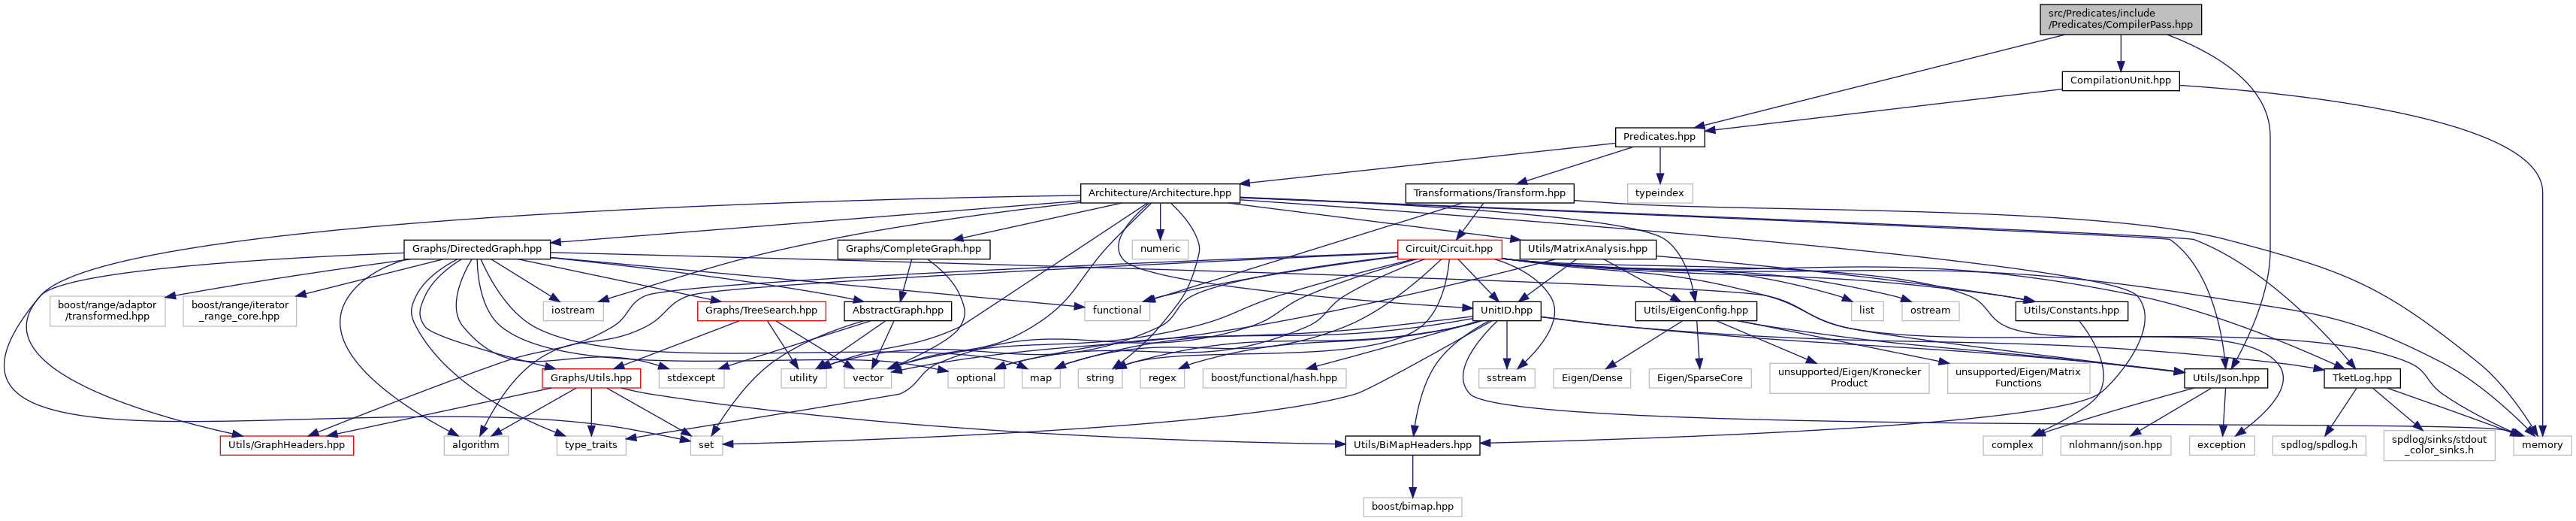 src/Predicates/include
/Predicates/CompilerPass.hpp
CompilationUnit.hpp
Predicates.hpp
Architecture/Architecture.hpp
Transformations/Transform.hpp
typeindex
Graphs/DirectedGraph.hpp
Graphs/CompleteGraph.hpp
numeric
Circuit/Circuit.hpp
Utils/MatrixAnalysis.hpp
boost/range/adaptor
/transformed.hpp
boost/range/iterator
_range_core.hpp
iostream
Graphs/TreeSearch.hpp
AbstractGraph.hpp
functional
UnitID.hpp
Utils/EigenConfig.hpp
list
ostream
Utils/Constants.hpp
Graphs/Utils.hpp
stdexcept
utility
vector
optional
map
string
regex
boost/functional/hash.hpp
sstream
Eigen/Dense
Eigen/SparseCore
unsupported/Eigen/Kronecker
Product
unsupported/Eigen/Matrix
Functions
Utils/Json.hpp
TketLog.hpp
Utils/GraphHeaders.hpp
algorithm
type_traits
set
Utils/BiMapHeaders.hpp
complex
nlohmann/json.hpp
exception
spdlog/spdlog.h
spdlog/sinks/stdout
_color_sinks.h
memory
boost/bimap.hpp